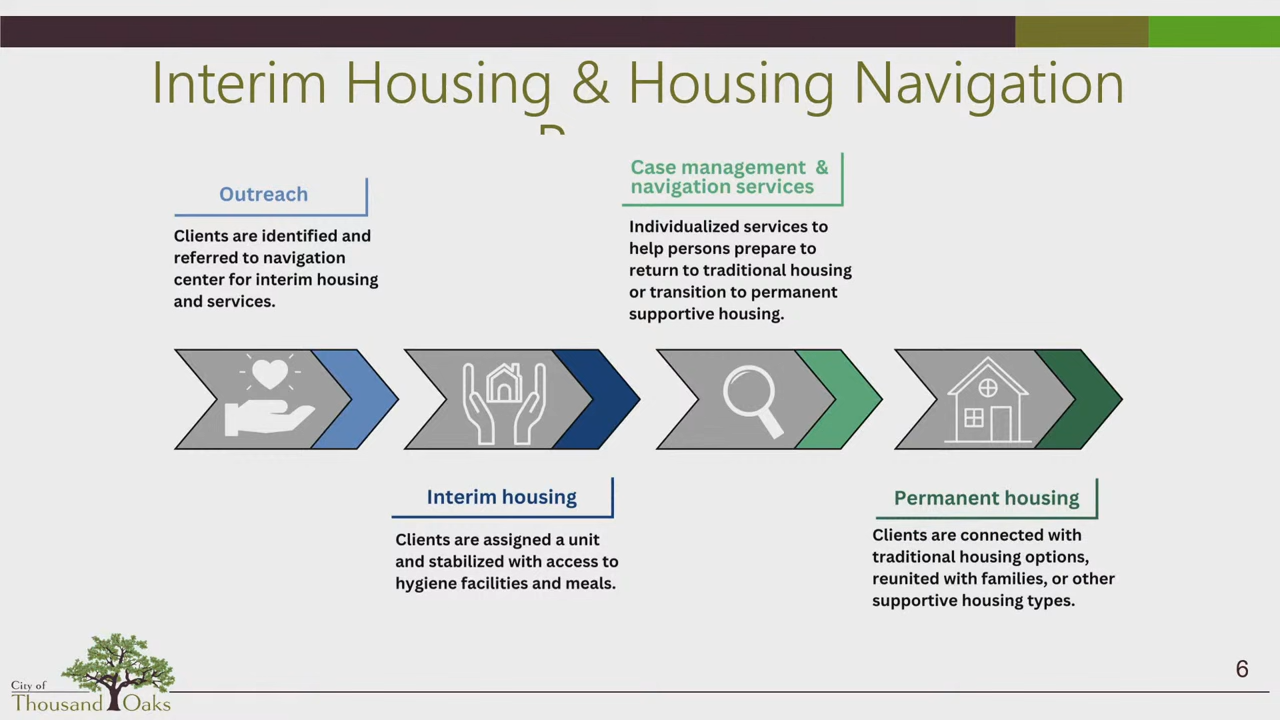 Interim Housing & Housing Navigation
Outreach
Clients are identified and
referred to navigation
center for interim housing
and services.
Case management &
navigation services
Individualized services to
help persons prepare to
return to traditional housing
or transition to permanent
supportive housing.
Interim housing
Clients are assigned a unit
and stabilized with access to
hygiene facilities and meals.
Permanent housing
Clients are connected with
traditional housing options,
reunited with families, or other
supportive housing types.
City of
Thousand Oaks
6